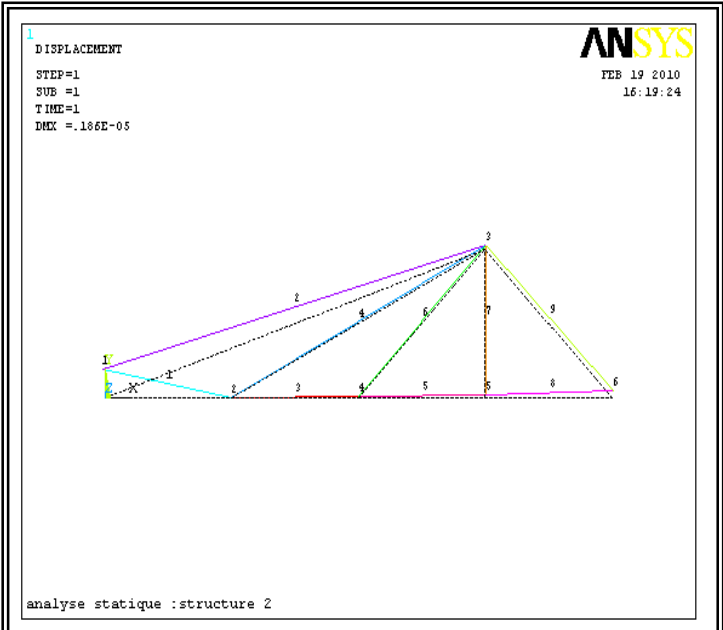 1
DISPLACEMENT
STEP=1
SUB =1
TIME=1
DMX =.186E-05
ANSYS
FEB 19 2010
16:19:24
3
2
4
6
7
9
1
Y
1
Z
X
2
3
4
5
5
8
6
analyse statique :structure 2